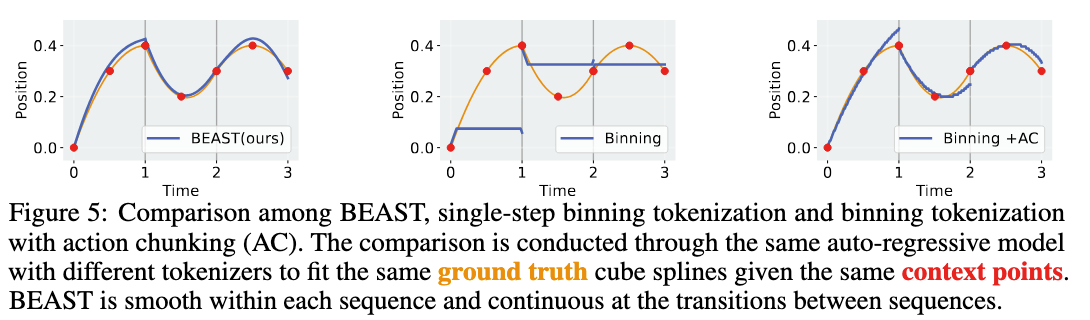 Position
0.4
0.2
0.0
BEAST(ours)
0 1 2 3
Time
Position
0.4
0.2
0.0
Binning
0 1 2 3
Time
Position
0.4
0.2
0.0
Binning +AC
0 1 2 3
Time
Figure 5: Comparison among BEAST, single-step binning tokenization and binning tokenization
with action chunking (AC). The comparison is conducted through the same auto-regressive model
with different tokenizers to fit the same ground truth cube splines given the same context points.
BEAST is smooth within each sequence and continuous at the transitions between sequences.